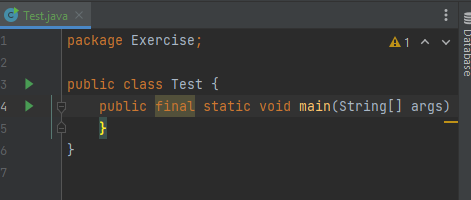 Test.java
1 package Exercise;
1
2
3 public class Test {
4 public final static void main(String[] args)
5 }
6 }
7
Database